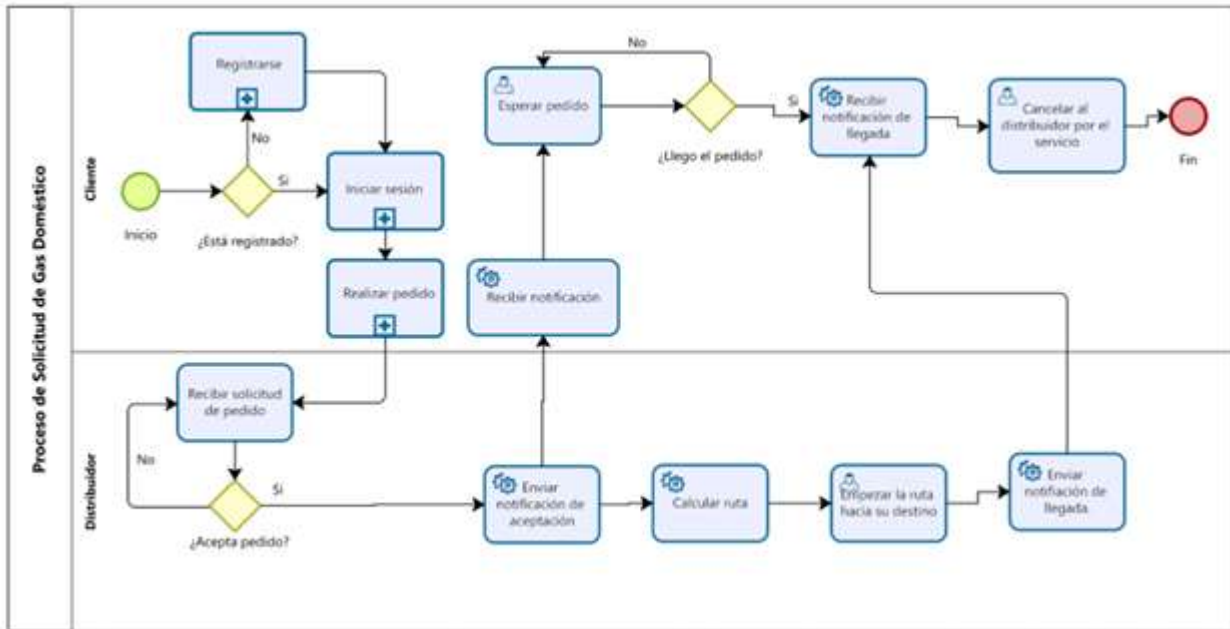 Proceso de Solicitud de Gas Doméstico
Cliente
Registrarse
No
Si
Inicio
¿Está registrado?
Iniciar sesión
Realizar pedido
No
Esperar pedido
Si
¿Llego el pedido?
Recibir notificación
Recibir
notificación de
llegada
Cancelar al
distribuidor por el
servicio
Fin
Distribuidor
Recibir solicitud
de pedido
No
Si
¿Acepta pedido?
Enviar
notificación de
aceptación
Calcular ruta
Empezar la ruta
hacia su destino
Enviar
notifiación de
llegada